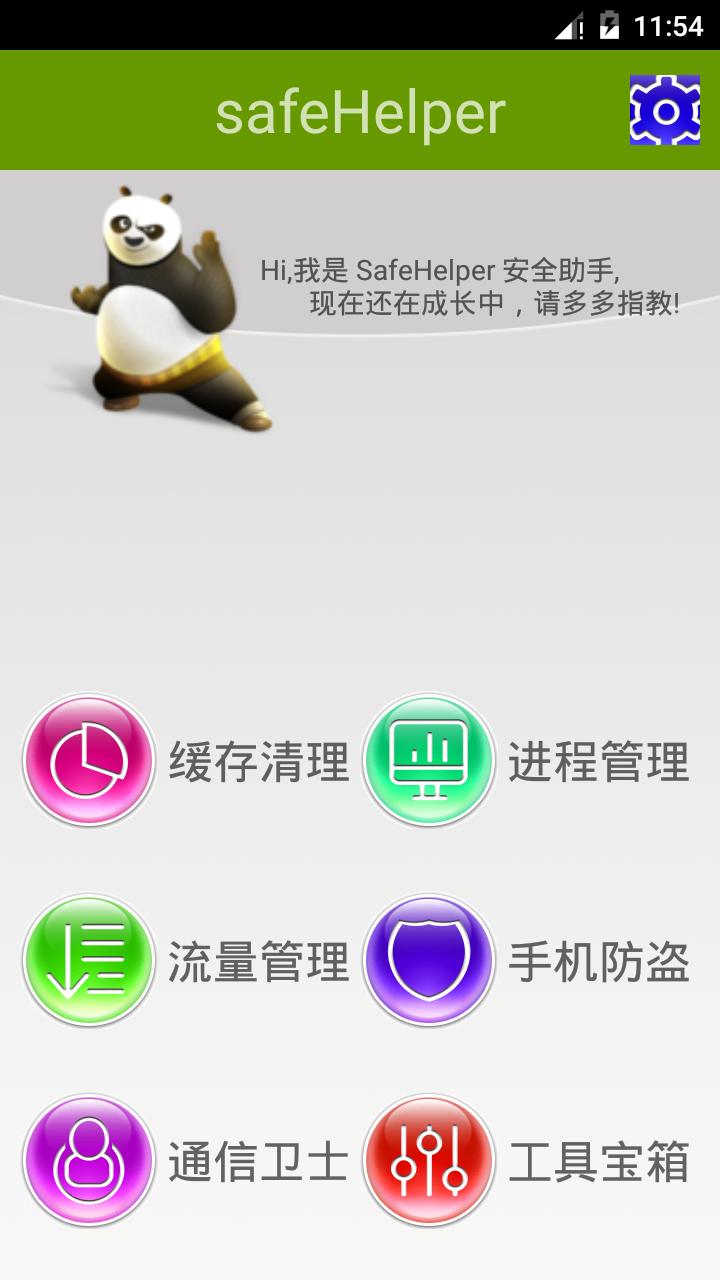 11:54
safeHelper
Hi,我是 SafeHelper 安全助手,
现在还在成长中，请多多指教!
缓存清理
进程管理
流量管理
手机防盗
通信卫士
工具宝箱